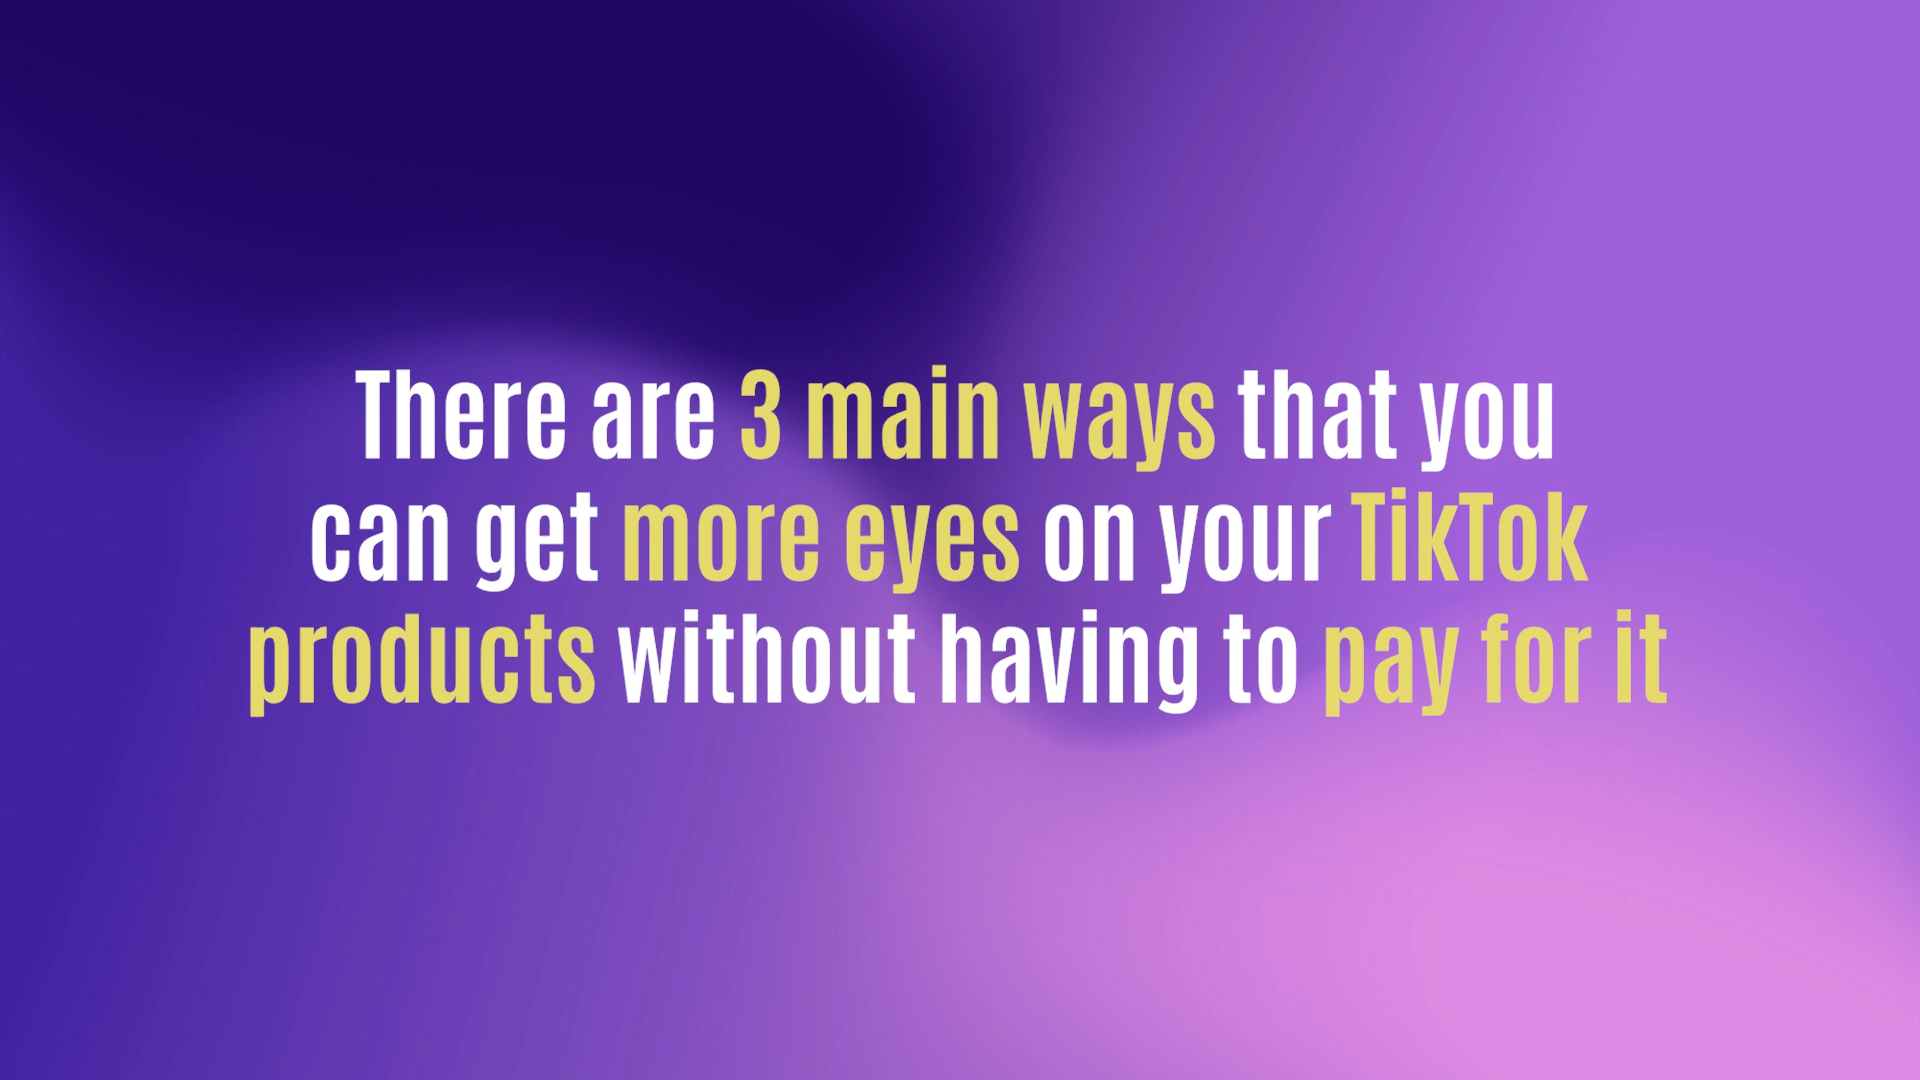 There are 3 main ways that you
can get more eyes on your TikTok
products without having to pay for it